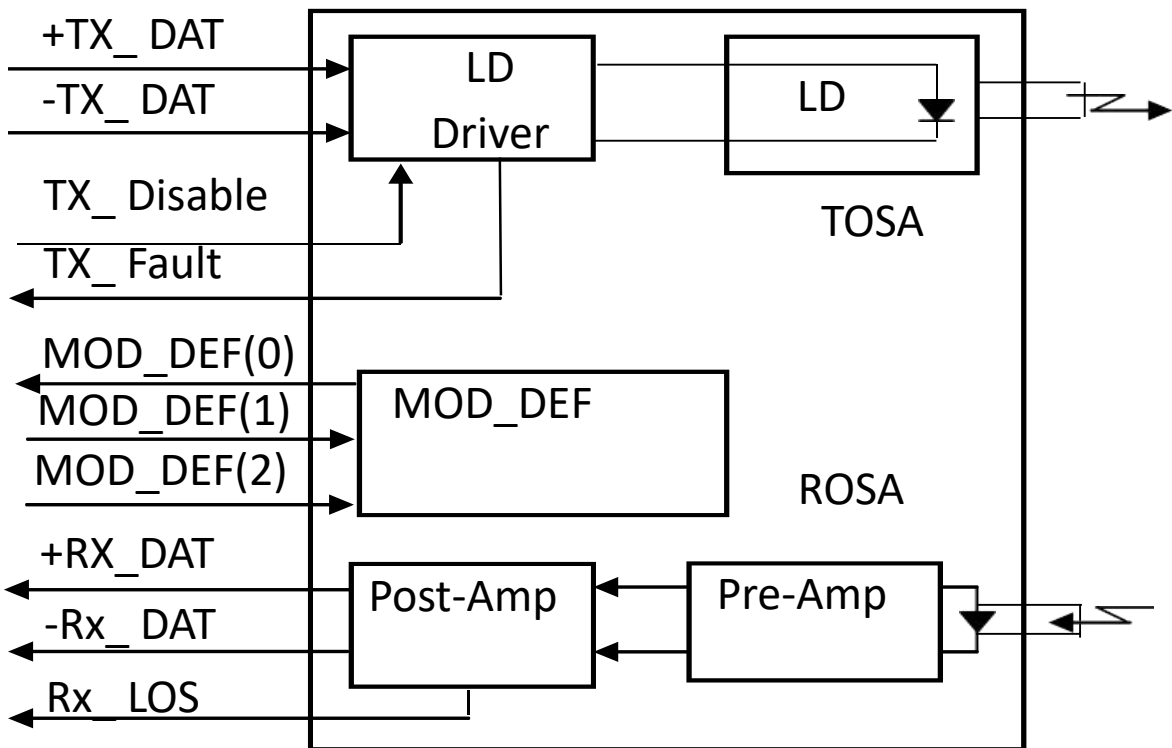 +TX_ DAT
-TX_ DAT
TX_ Disable
TX_ Fault
LD
Driver
LD
TOSA
MOD_DEF(0)
MOD_DEF(1)
MOD_DEF(2)
MOD_DEF
ROSA
+RX_DAT
-Rx_ DAT
Rx_ LOS
Post-Amp
Pre-Amp